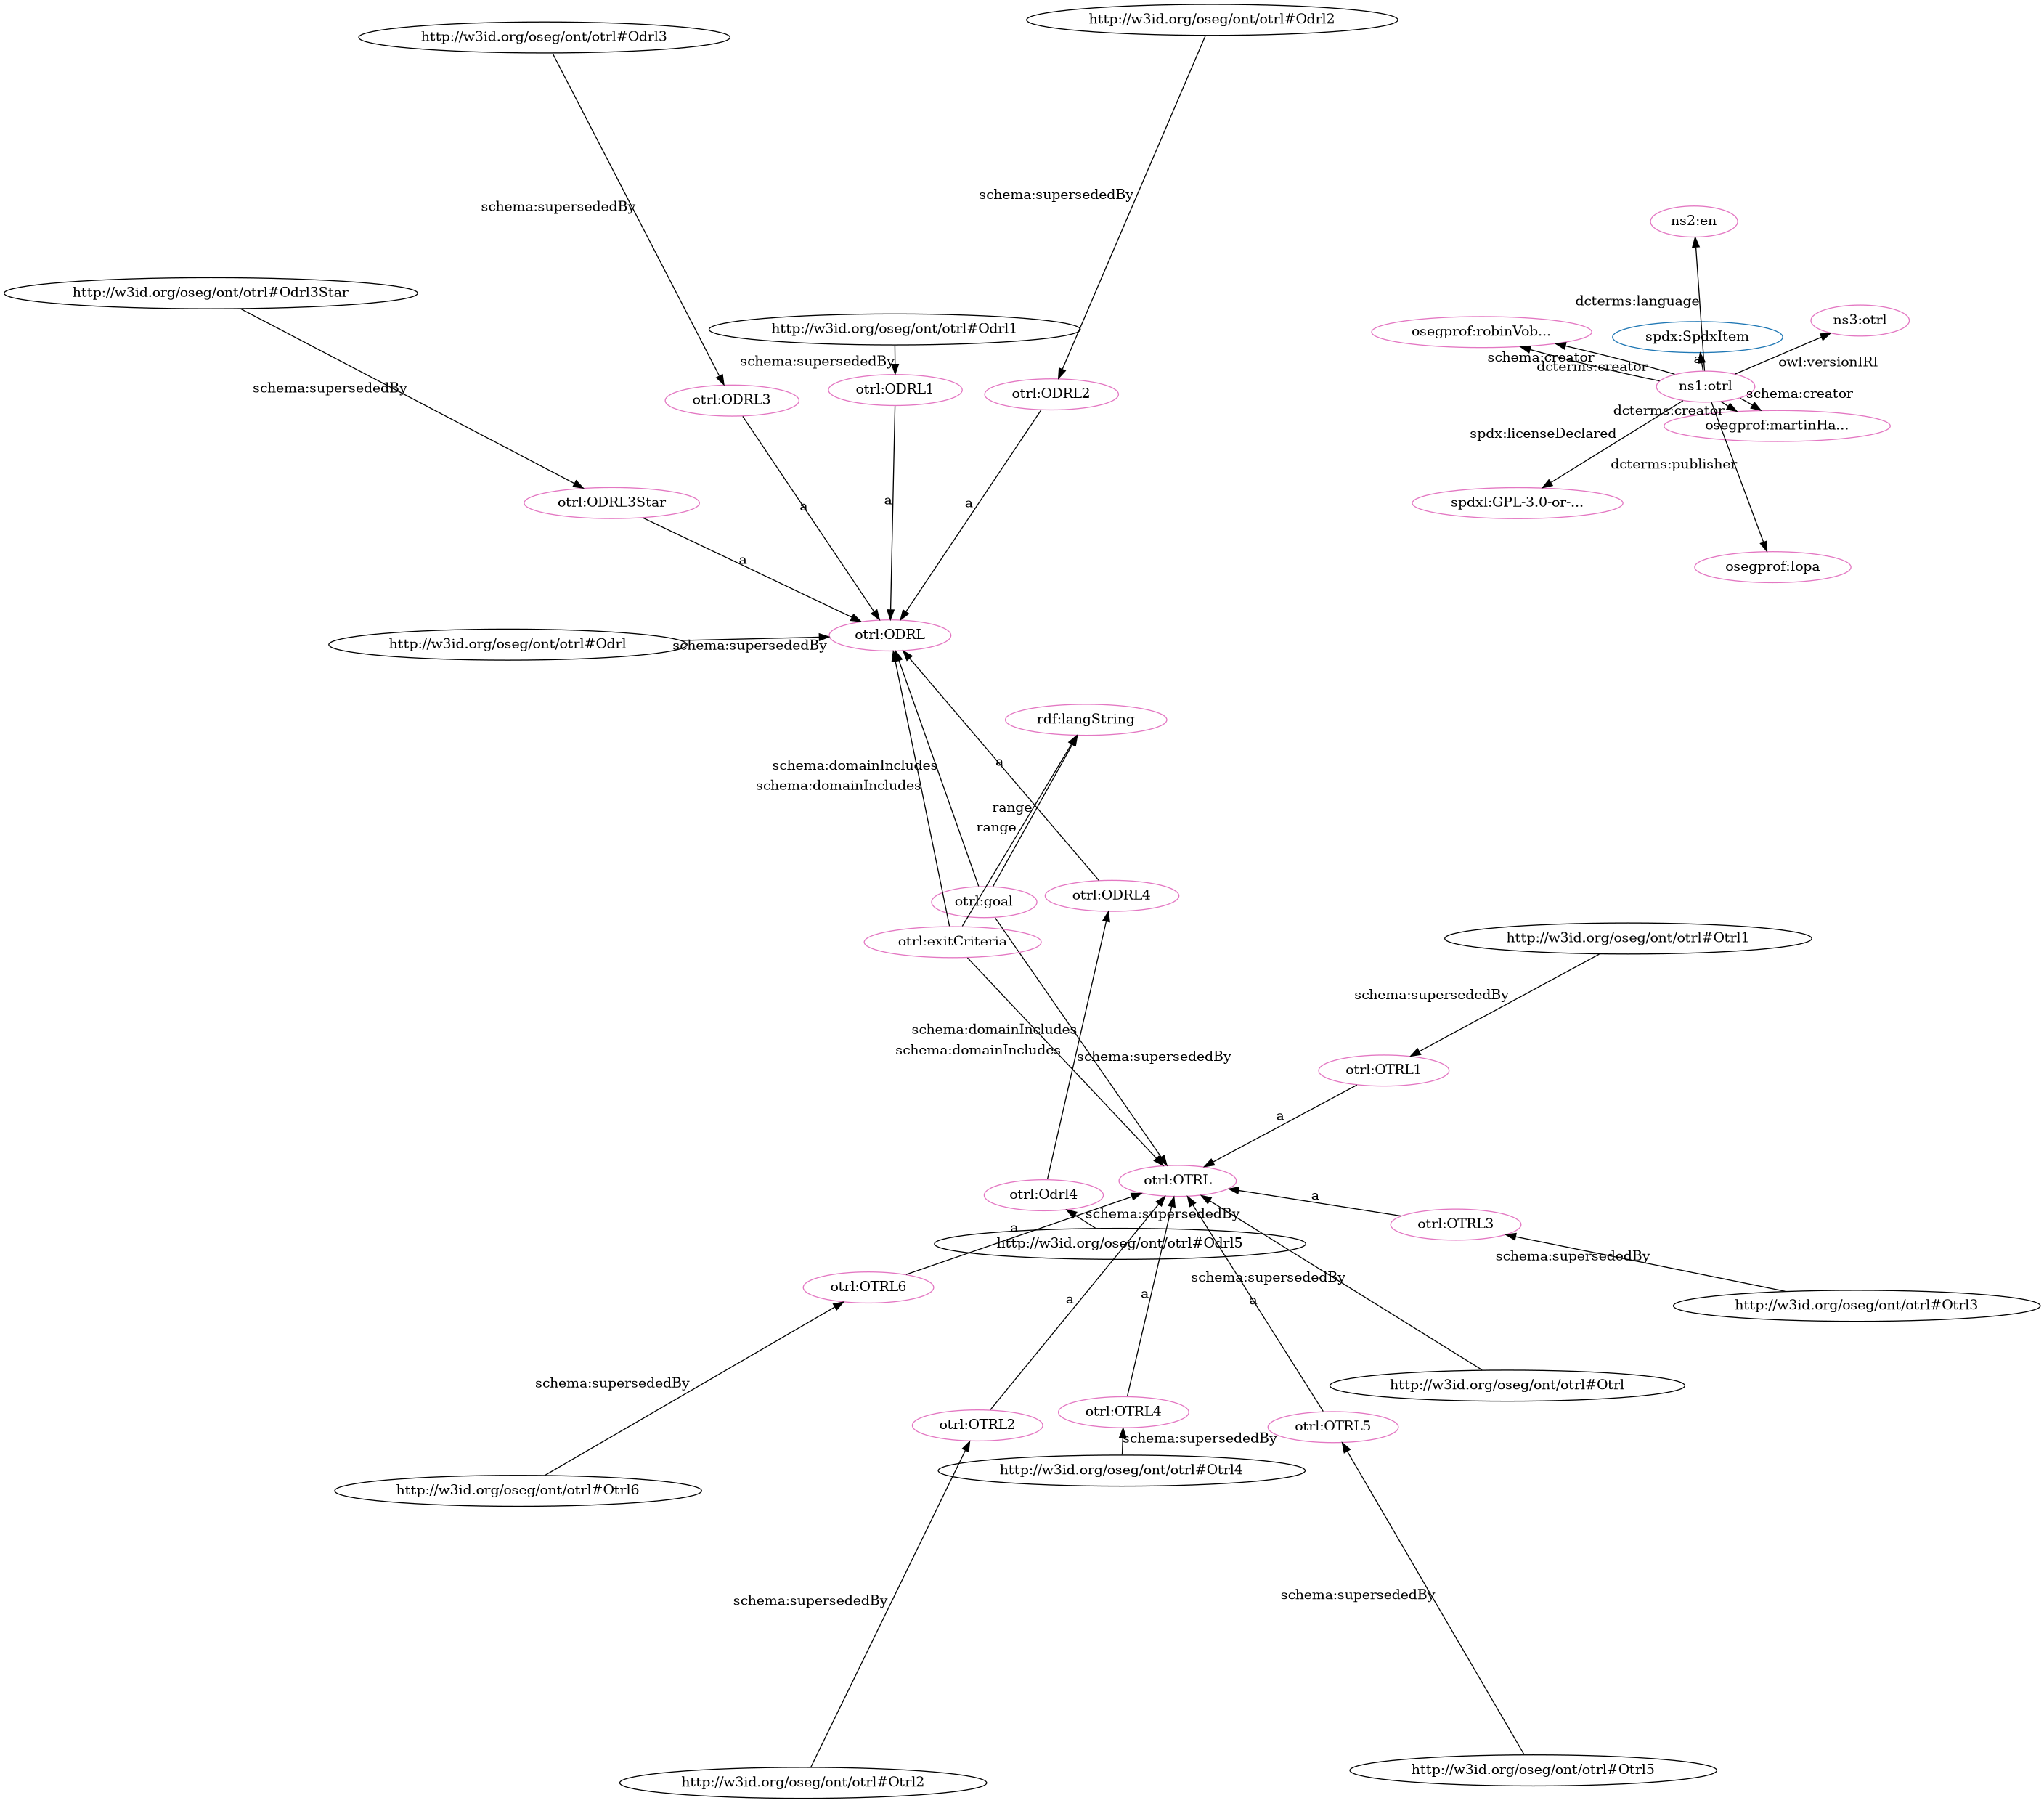 http://w3id.org/oseg/ont/otrl#Odrl2
http://w3id.org/oseg/ont/otrl#Odrl3
schema:supersededBy
schema:supersededBy
ns2:en
http://w3id.org/oseg/ont/otrl#Odrl3Star
dcterms:language
ns3:otrl
http://w3id.org/oseg/ont/otrl#Odrl1
osegprof:robinVob...
spdx:SpdxItem
schema:creator
a
owl:versionIRI
schema:supersededBy
dcterms:creator
schema:supersededBy
ns1:otrl
otrl:ODRL1
otrl:ODRL2
schema:creator
otrl:ODRL3
dcterms:creator
osegprof:martinHa...
spdx:licenseDeclared
dcterms:publisher
a
otrl:ODRL3Star
a
a
spdxl:GPL-3.0-or-...
a
osegprof:Iopa
otrl:ODRL
http://w3id.org/oseg/ont/otrl#Odrl
schema:supersededBy
rdf:langString
a
schema:domainIncludes
schema:domainIncludes
range
range
otrl:ODRL4
otrl:goal
otrl:exitCriteria
http://w3id.org/oseg/ont/otrl#Otrl1
schema:supersededBy
schema:domainIncludes
schema:domainIncludes
schema:supersededBy
otrl:OTRL1
a
otrl:OTRL
otrl:Odrl4
a
schema:supersededBy
otrl:OTRL3
a
http://w3id.org/oseg/ont/otrl#Odrl5
schema:supersededBy
schema:supersededBy
otrl:OTRL6
a
a
a
http://w3id.org/oseg/ont/otrl#Otrl3
schema:supersededBy
http://w3id.org/oseg/ont/otrl#Otrl
otrl:OTRL2
otrl:OTRL4
otrl:OTRL5
schema:supersededBy
http://w3id.org/oseg/ont/otrl#Otrl4
http://w3id.org/oseg/ont/otrl#Otrl6
schema:supersededBy
schema:supersededBy
http://w3id.org/oseg/ont/otrl#Otrl5
http://w3id.org/oseg/ont/otrl#Otrl2